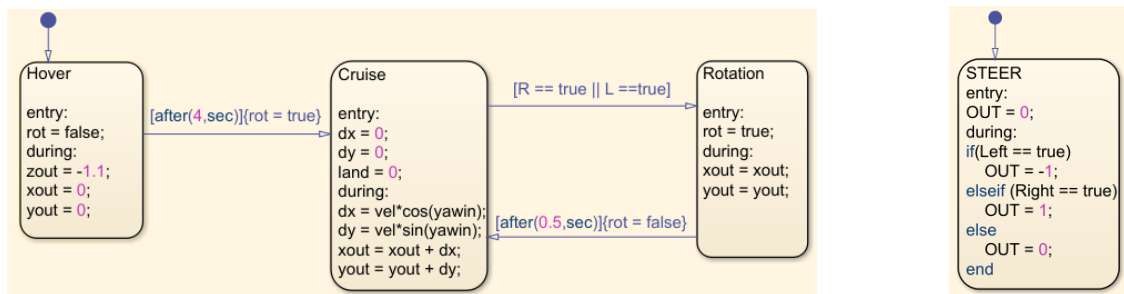 Hover
entry:
rot = false;
during:
zout = -1.1;
xout = 0;
yout = 0;
[after(4,sec)]{rot = true}
Cruise
entry:
dx = 0;
dy = 0;
land = 0;
during:
dx = vel*cos(yawin);
dy = vel*sin(yawin);
xout = xout + dx;
yout = yout + dy;
[R == true || L ==true]
[after(0.5,sec)]{rot = false}
Rotation
entry:
rot = true;
during:
xout = xout;
yout = yout;
STEER
entry:
OUT = 0;
during:
if(Left == true)
OUT = -1;
elseif (Right == true)
OUT = 1;
else
OUT = 0;
end